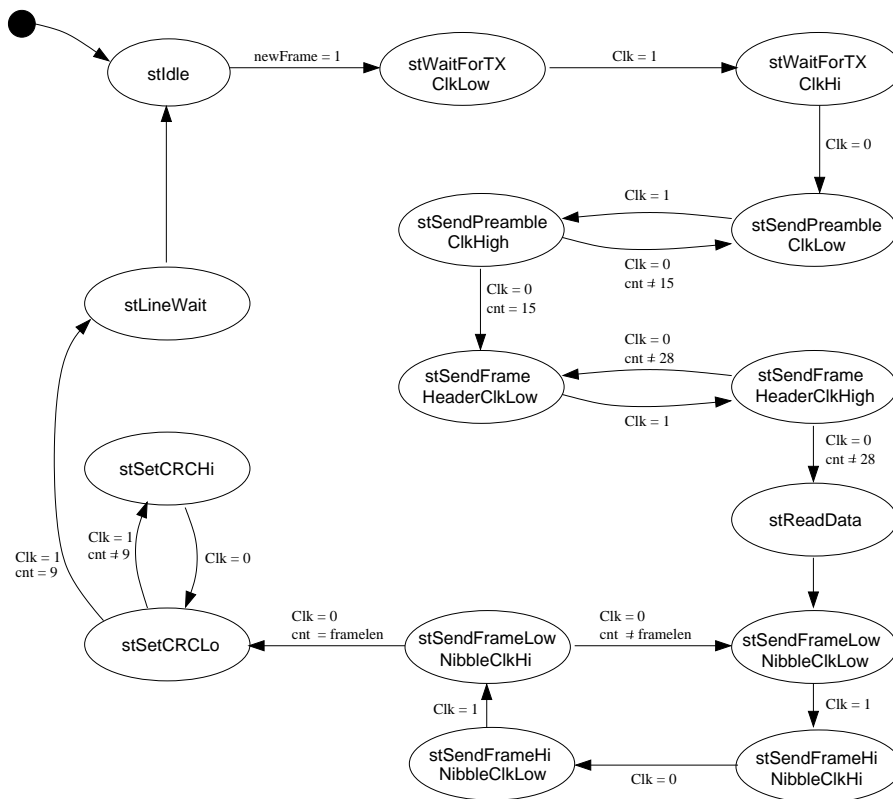 stIdle
newFrame = 1
stWaitForTX
ClkLow
Clk = 1
stWaitForTX
ClkHi
Clk = 0
stSendPreamble
ClkHigh
Clk = 1
stSendPreamble
ClkLow
Clk = 0
cnt ≠ 15
stLineWait
Clk = 0
cnt = 15
Clk = 0
cnt ≠ 28
stSendFrame
HeaderClkLow
stSendFrame
HeaderClkHigh
Clk = 1
Clk = 0
cnt ≠ 28
stSetCRCHi
stReadData
Clk = 1
cnt ≠ 9
Clk = 0
Clk = 1
cnt = 9
stSetCRCLo
Clk = 0
cnt = framelen
stSendFrameLow
NibbleClkHi
Clk = 0
cnt ≠ framelen
stSendFrameLow
NibbleClkLow
Clk = 1
Clk = 1
stSendFrameHi
NibbleClkLow
Clk = 0
stSendFrameHi
NibbleClkHi